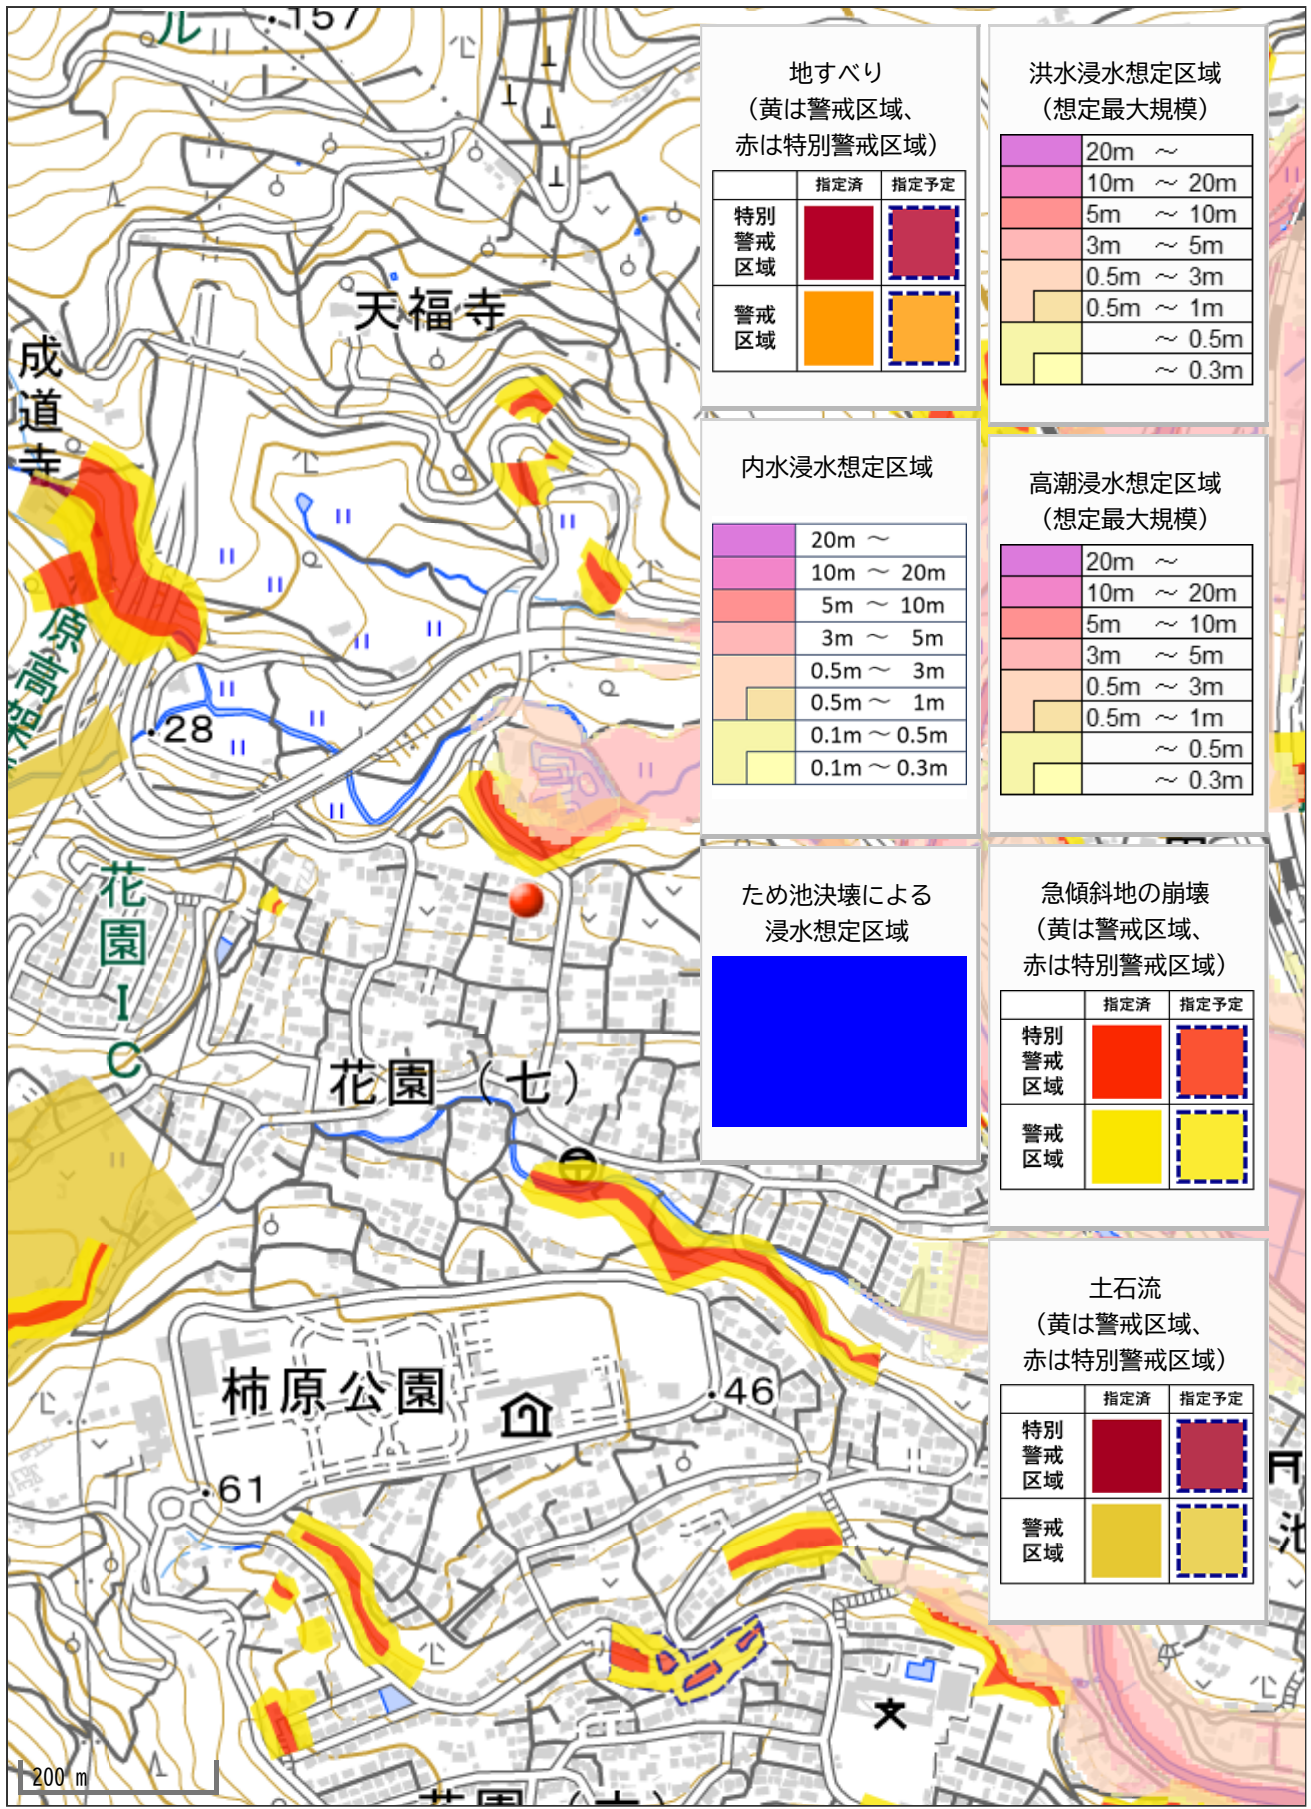 ル
157
天福寺
成道寺
原高架
28
花園IC
花園(七)
柿原公園
46
61
池
200 m
地すべり
(黄は警戒区域、
赤は特別警戒区域)
指定済 指定予定
特別
警戒
区域
警戒
区域
洪水浸水想定区域
(想定最大規模)
20m ～
10m ～ 20m
5m ～ 10m
3m ～ 5m
0.5m ～ 3m
0.5m ～ 1m
～ 0.5m
～ 0.3m
内水浸水想定区域
20m ～
10m ～ 20m
5m ～ 10m
3m ～ 5m
0.5m ～ 3m
0.5m ～ 1m
0.1m ～ 0.5m
0.1m ～ 0.3m
高潮浸水想定区域
(想定最大規模)
20m ～
10m ～ 20m
5m ～ 10m
3m ～ 5m
0.5m ～ 3m
0.5m ～ 1m
～ 0.5m
～ 0.3m
ため池決壊による
浸水想定区域
急傾斜地の崩壊
(黄は警戒区域、
赤は特別警戒区域)
指定済 指定予定
特別
警戒
区域
警戒
区域
土石流
(黄は警戒区域、
赤は特別警戒区域)
指定済 指定予定
特別
警戒
区域
警戒
区域